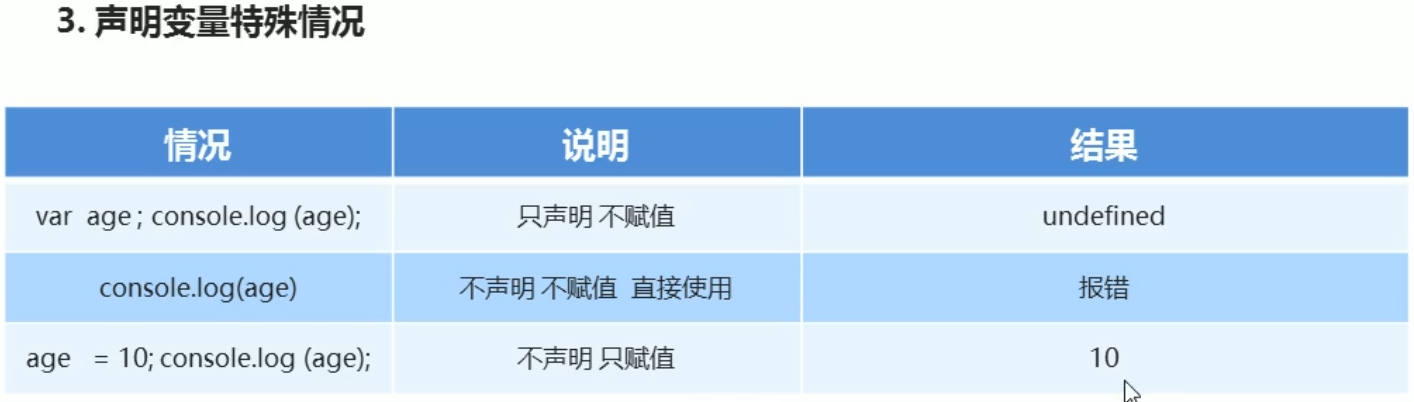 3. 声明变量特殊情况
情况 说明 结果
var age ; console.log (age); 只声明 不赋值 undefined
console.log(age) 不声明 不赋值 直接使用 报错
age = 10; console.log (age); 不声明 只赋值 10